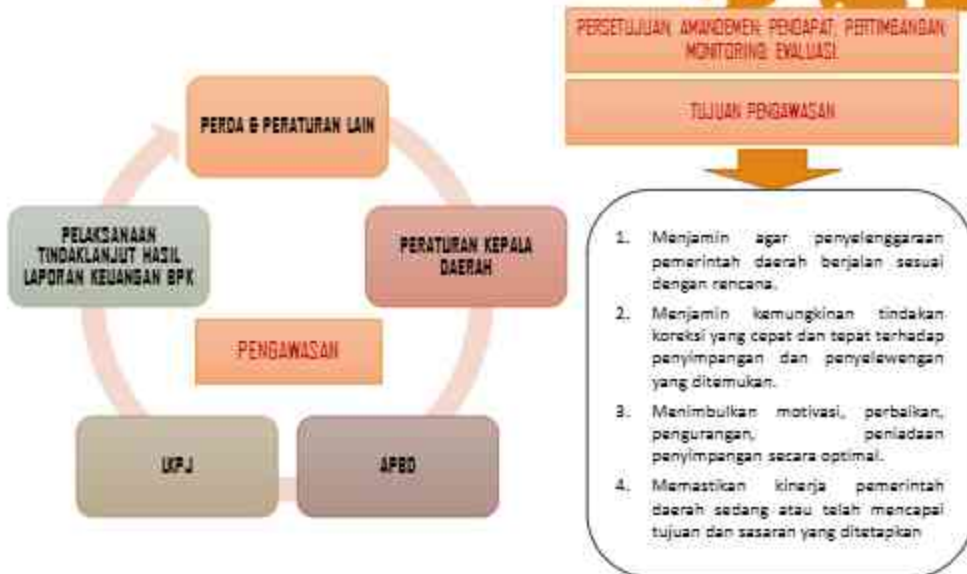 PERSETUJUAN, AMANDEMEN, PENDAPAT, PERTIMBANGAN,
MONITORING, EVALUASI
TUJUAN PENGAWASAN
PERDA & PERATURAN LAIN
PERATURAN KEPALA
DAERAH
APBD
LKPJ
PELAKSANAAN
TINDAKLANJUT HASIL
LAPORAN KEUANGAN BPK
PENGAWASAN
1. Menjamin agar penyelenggaraan
pemerintah daerah berjalan sesuai
dengan rencana.
2. Menjamin kemungkinan tindakan
koreksi yang cepat dan tepat terhadap
penyimpangan dan penyelewengan
yang ditemukan.
3. Menimbulkan motivasi, perbaikan,
pengurangan, peniadaan
penyimpangan secara optimal.
4. Memastikan kinerja pemerintah
daerah sedang atau telah mencapai
tujuan dan sasaran yang ditetapkan